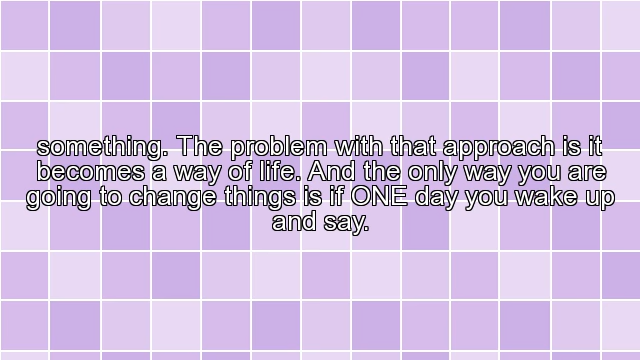 something. The problem with that approach is it
becomes a way of life. And the only way you are
going to change things is if ONE day you wake up
and say.